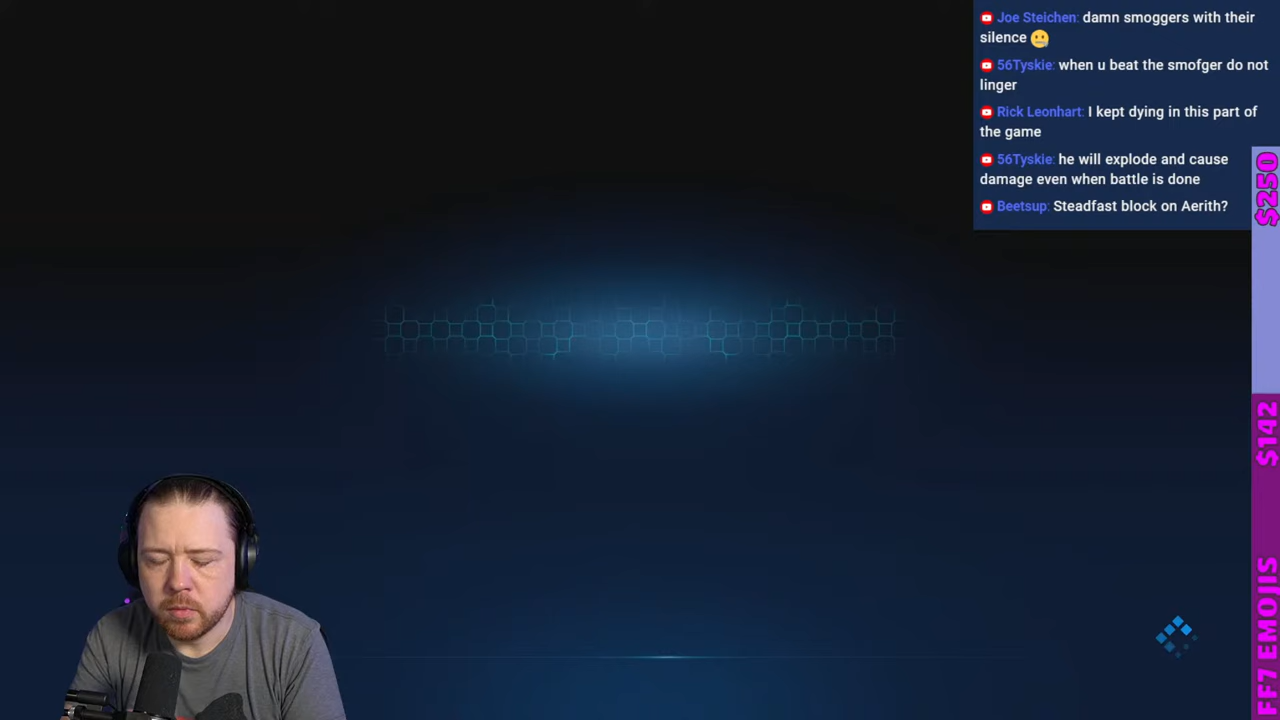 Joe Steichen: damn smoggers with their
silence 🤐
56Tyskie: when u beat the smofger do not
linger
Rick Leonhart: I kept dying in this part of
the game
56Tyskie: he will explode and cause
damage even when battle is done
Beetsup: Steadfast block on Aerith?
$250
$142
FF7 EMOJIS